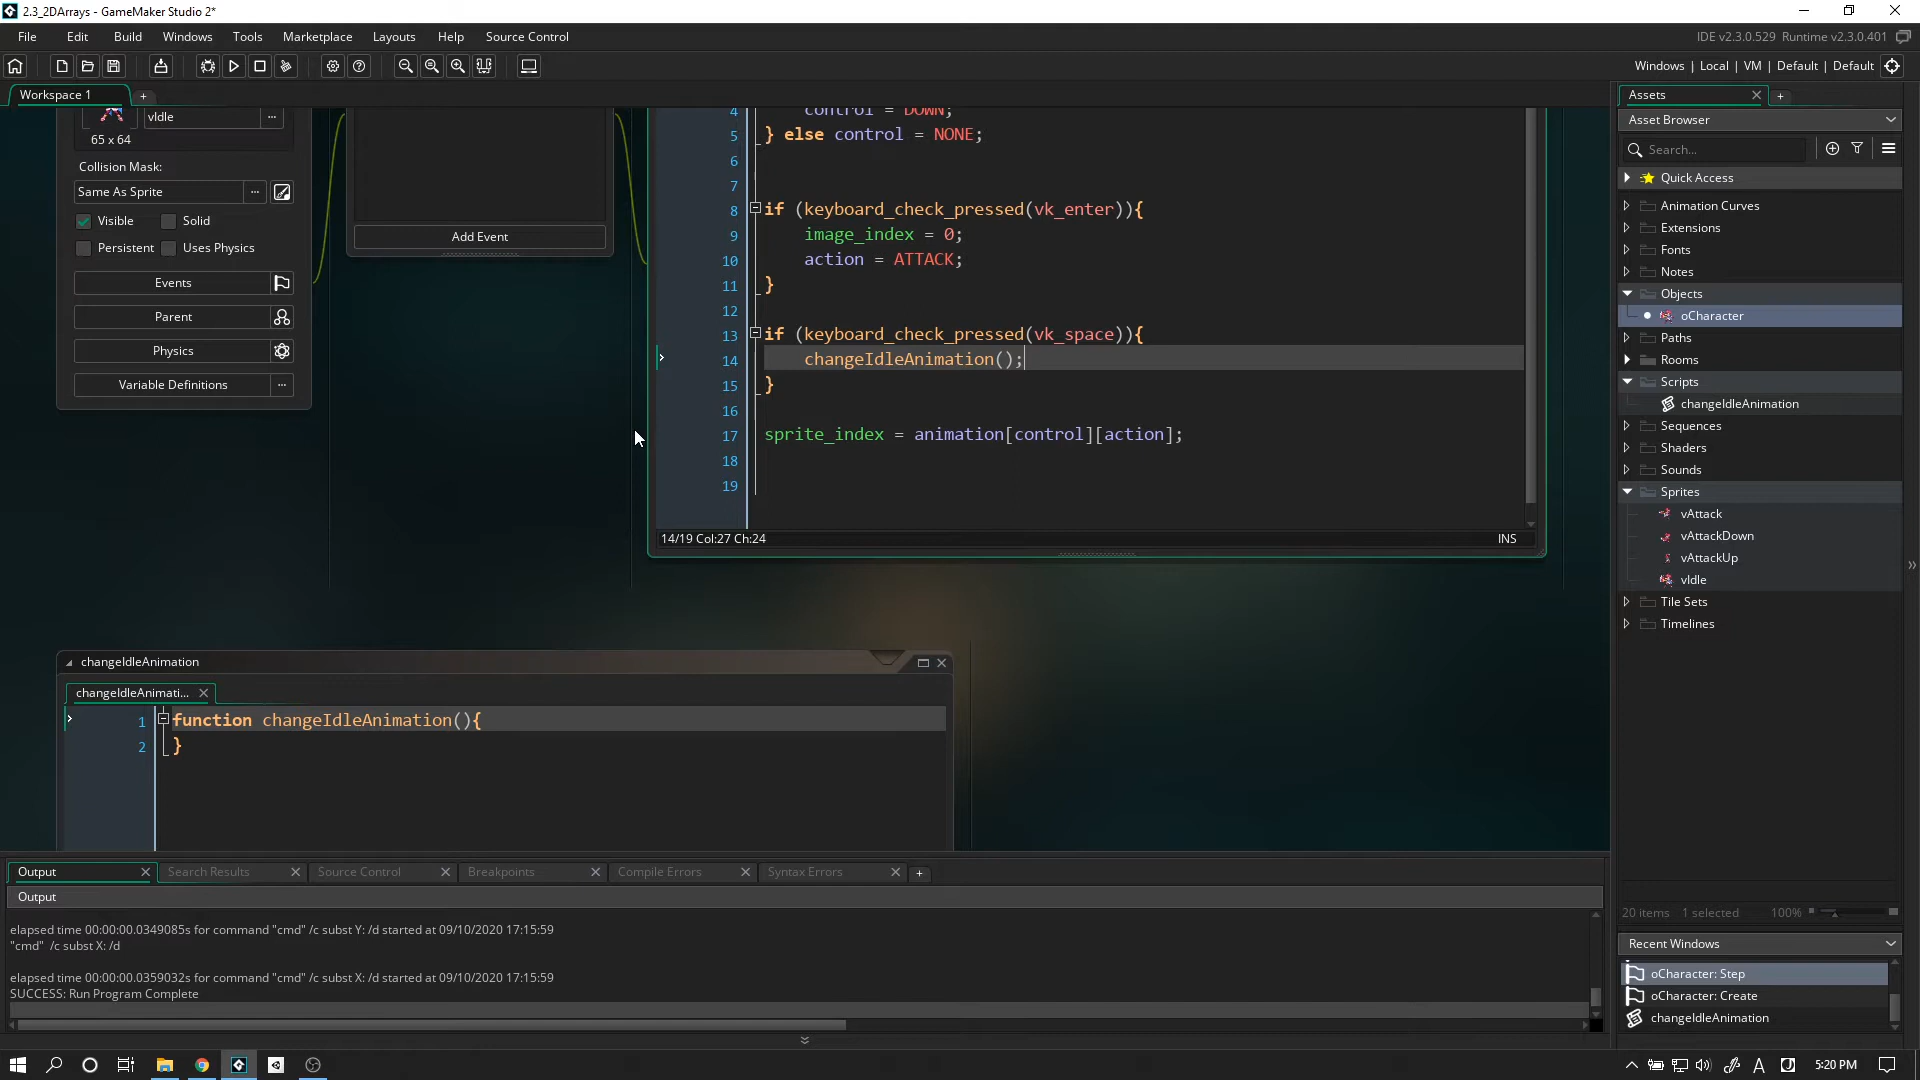 2.3_2DArrays - GameMaker Studio 2*
File Edit Build Windows Tools Marketplace Layouts Help Source Control
IDE v2.3.0.529 Runtime v2.3.0.401
Windows | Local | VM | Default | Default
Workspace 1
vIdle
65 x 64
Collision Mask:
Same As Sprite
Visible Solid
Persistent Uses Physics
Events
Parent
Physics
Variable Definitions
Add Event
4 control = DOWN;
5 } else control = NONE;
6
7
8 if (keyboard_check_pressed(vk_enter)){
9 image_index = 0;
10 action = ATTACK;
11 }
12
13 if (keyboard_check_pressed(vk_space)){
14 changeIdleAnimation();
15 }
16
17 sprite_index = animation[control][action];
18
19
14/19 Col:27 Ch:24 INS
changeIdleAnimation
changeIdleAnimati...
1 function changeIdleAnimation(){
2 }
Output Search Results Source Control Breakpoints Compile Errors Syntax Errors
Output
elapsed time 00:00:00.0349085s for command "cmd" /c subst Y: /d started at 09/10/2020 17:15:59
"cmd" /c subst X: /d
elapsed time 00:00:00.0359032s for command "cmd" /c subst X: /d started at 09/10/2020 17:15:59
SUCCESS: Run Program Complete
Assets
Asset Browser
Search...
Quick Access
Animation Curves
Extensions
Fonts
Notes
Objects
oCharacter
Paths
Rooms
Scripts
changeIdleAnimation
Sequences
Shaders
Sounds
Sprites
vAttack
vAttackDown
vAttackUp
vIdle
Tile Sets
Timelines
20 items 1 selected 100%
Recent Windows
oCharacter: Step
oCharacter: Create
changeIdleAnimation
5:20 PM